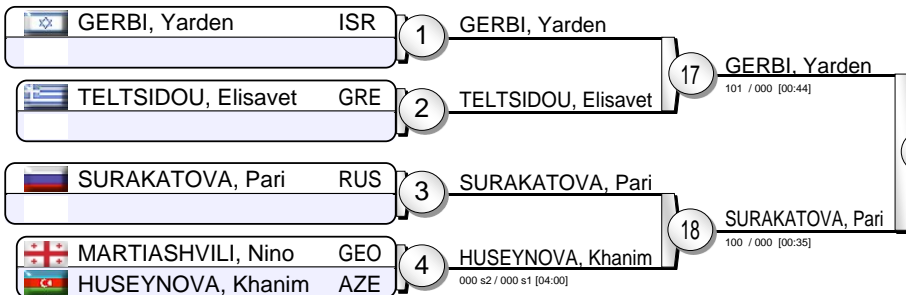 GERBI, Yarden ISR
1
GERBI, Yarden
TELTSIDOU, Elisavet GRE
2
TELTSIDOU, Elisavet
17
GERBI, Yarden
101 / 000 [00:44]
SURAKATOVA, Pari RUS
3
SURAKATOVA, Pari
MARTIASHVILI, Nino GEO
HUSEYNOVA, Khanim AZE
4
HUSEYNOVA, Khanim
000 s2 / 000 s1 [04:00]
18
SURAKATOVA, Pari
100 / 000 [00:35]